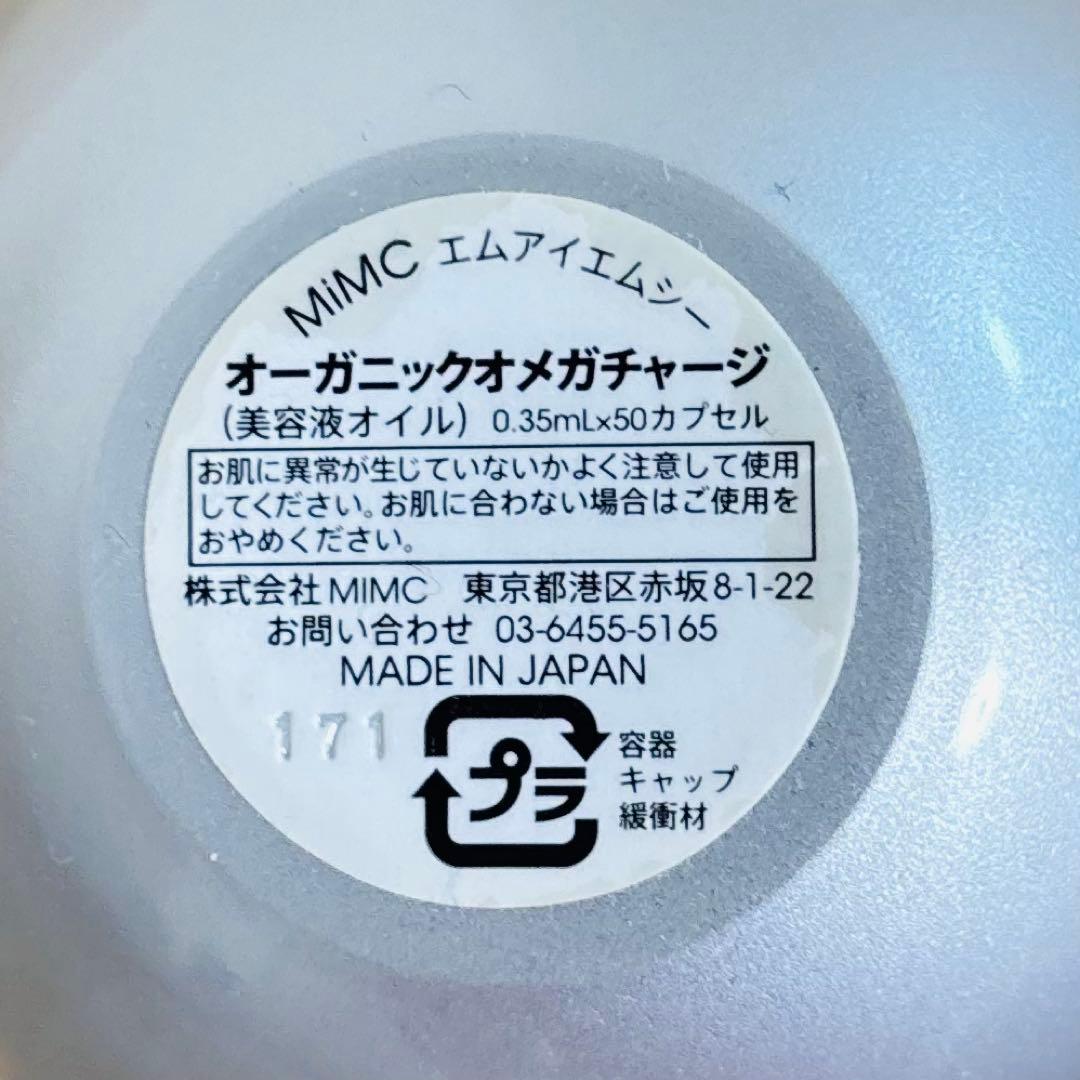 MiMC エムアイエムシー
オーガニックオメガチャージ
(美容液オイル) 0.35mL×50カプセル
お肌に異常が生じていないかよく注意して使用
してください。お肌に合わない場合はご使用を
おやめください。
株式会社MIMC 東京都港区赤坂8-1-22
お問い合わせ 03-6455-5165
MADE IN JAPAN
171
プラ
容器
キャップ
緩衝材